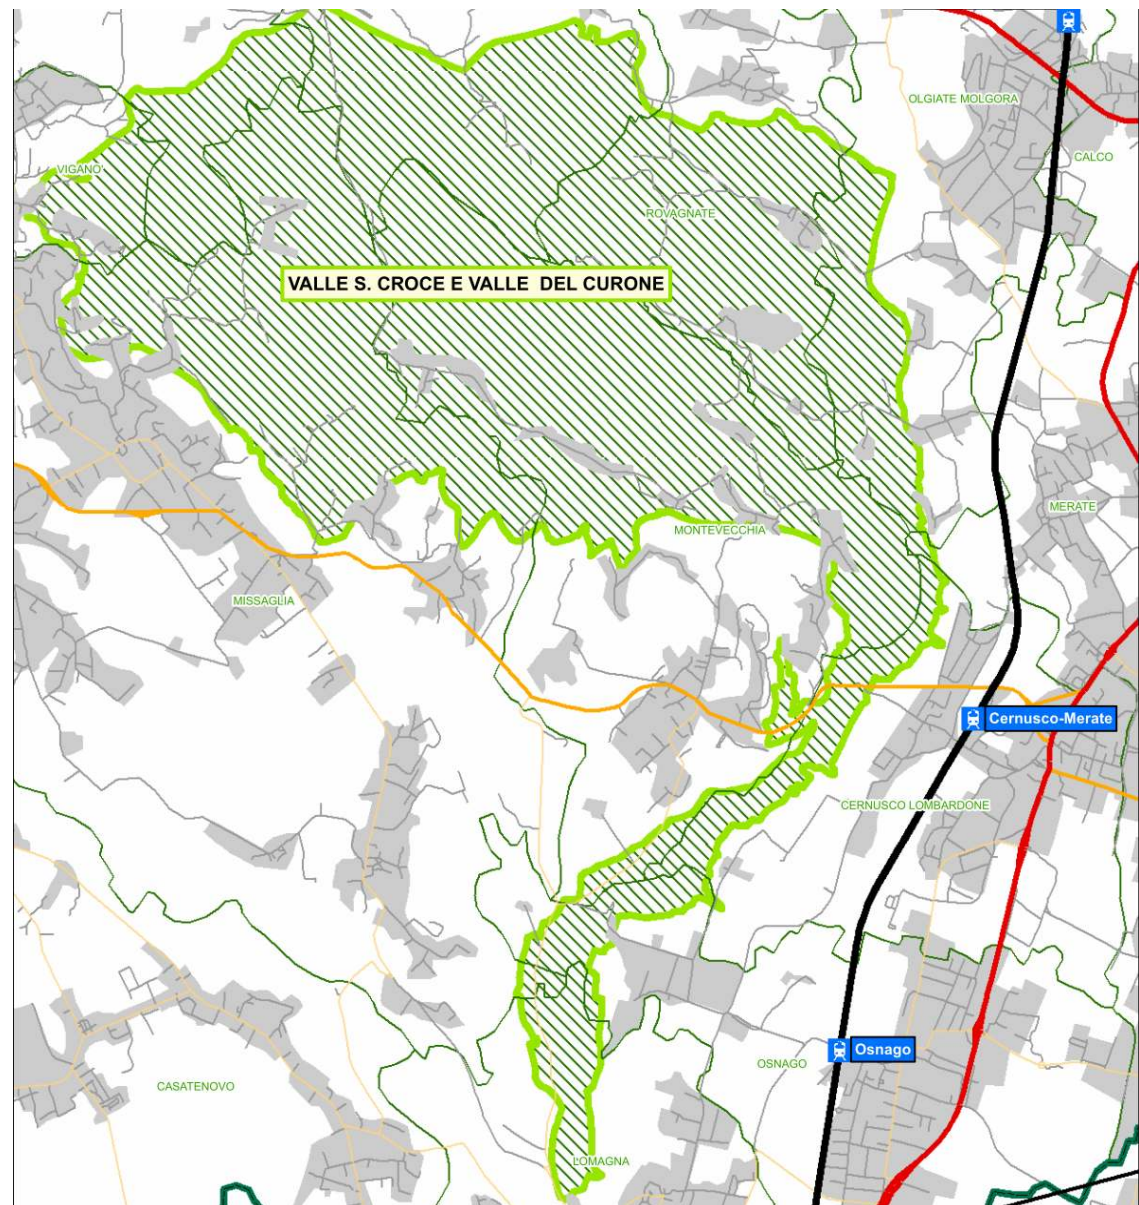 OLGIATE MOLGORA
CALCO
VIGANO'
ROVAGNATE
VALLE S. CROCE E VALLE DEL CURONE
MERATE
MONTEVECCHIA
MISSAGLIA
Cernusco-Merate
CERNUSCO LOMBARDONE
Osnago
OSNAGO
CASATENOVO
LOMAGNA